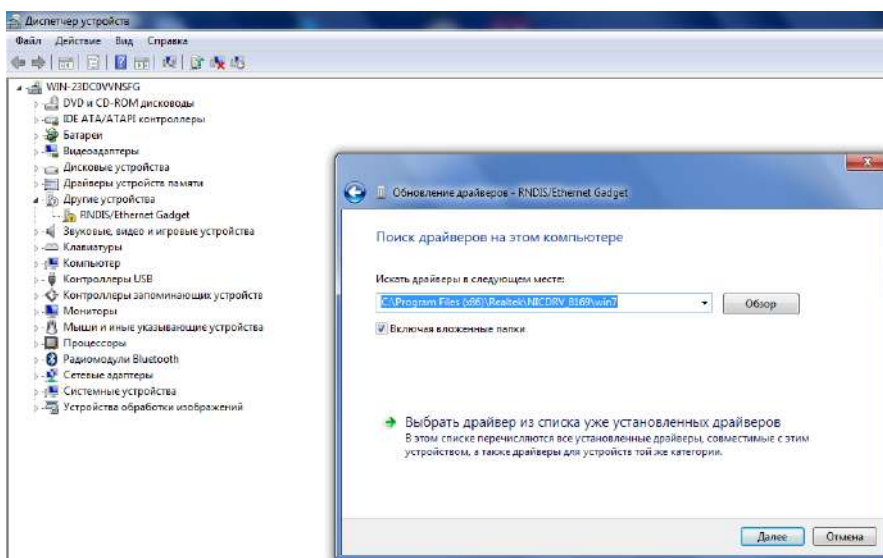 Диспетчер устройств
Файл Действие Вид Справка
WIN-23DC0VVNSFG
DVD и CD-ROM дисководы
IDE ATA/ATAPI контроллеры
Батареи
Видеоадаптеры
Дисковые устройства
Драйверы устройств памяти
Другие устройства
RNDIS/Ethernet Gadget
Звуковые, видео и игровые устройства
Клавиатуры
Компьютер
Контроллеры USB
Контроллеры запоминающих устройств
Мониторы
Мыши и иные указывающие устройства
Процессоры
Радиомодули Bluetooth
Сетевые адаптеры
Системные устройства
Устройства обработки изображений
Обновление драйверов - RNDIS/Ethernet Gadget
Поиск драйверов на этом компьютере
Искать драйверы в следующем месте:
C:\Program Files (x86)\Realtek\NICDRV_8169\win7
Обзор
Включая вложенные папки
Выбрать драйвер из списка уже установленных драйверов
В этом списке перечисляются все установленные драйверы, совместимые с этим
устройством, а также драйверы для устройств той же категории.
Далее
Отмена